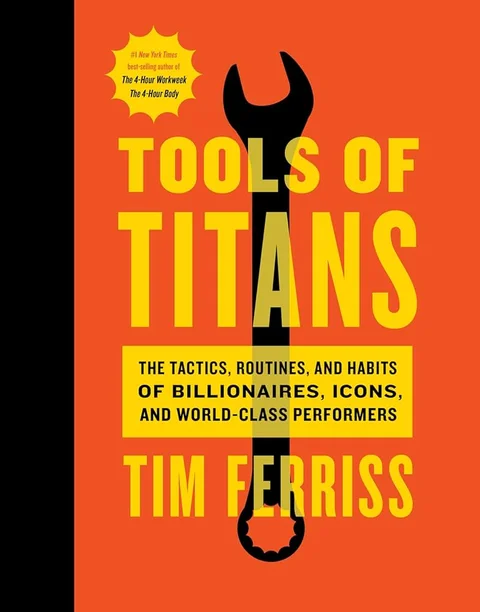 #1 New York Times
best-selling author of
The 4-Hour Workweek
The 4-Hour Body
TOOLS OF
TITANS
THE TACTICS, ROUTINES, AND HABITS
OF BILLIONAIRES, ICONS,
AND WORLD-CLASS PERFORMERS
TIM FERRISS